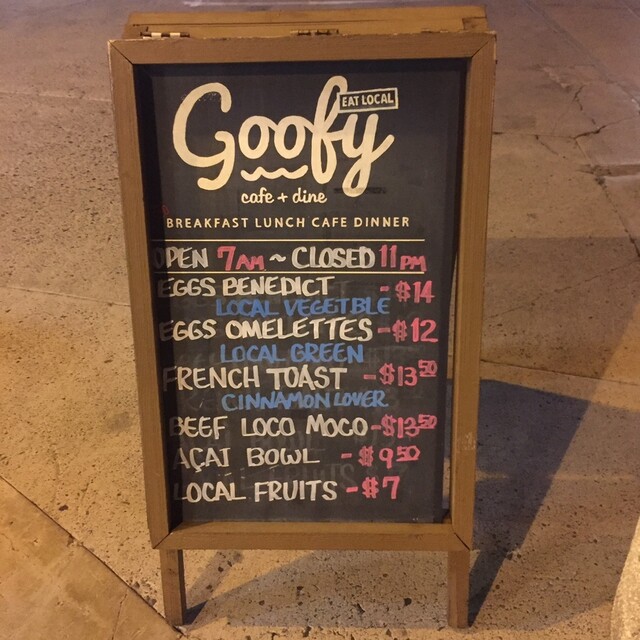 EAT LOCAL
Goofy
cafe + dine
BREAKFAST LUNCH CAFE DINNER
OPEN 7AM ~ CLOSED 11PM
EGGS BENEDICT - $14
LOCAL VEGETBLE
EGGS OMELETTES - $12
LOCAL GREEN
FRENCH TOAST - $13.50
CINNAMON LOVER
BEEF LOCO MOCO - $13.50
AÇAI BOWL - $9.50
LOCAL FRUITS - $7